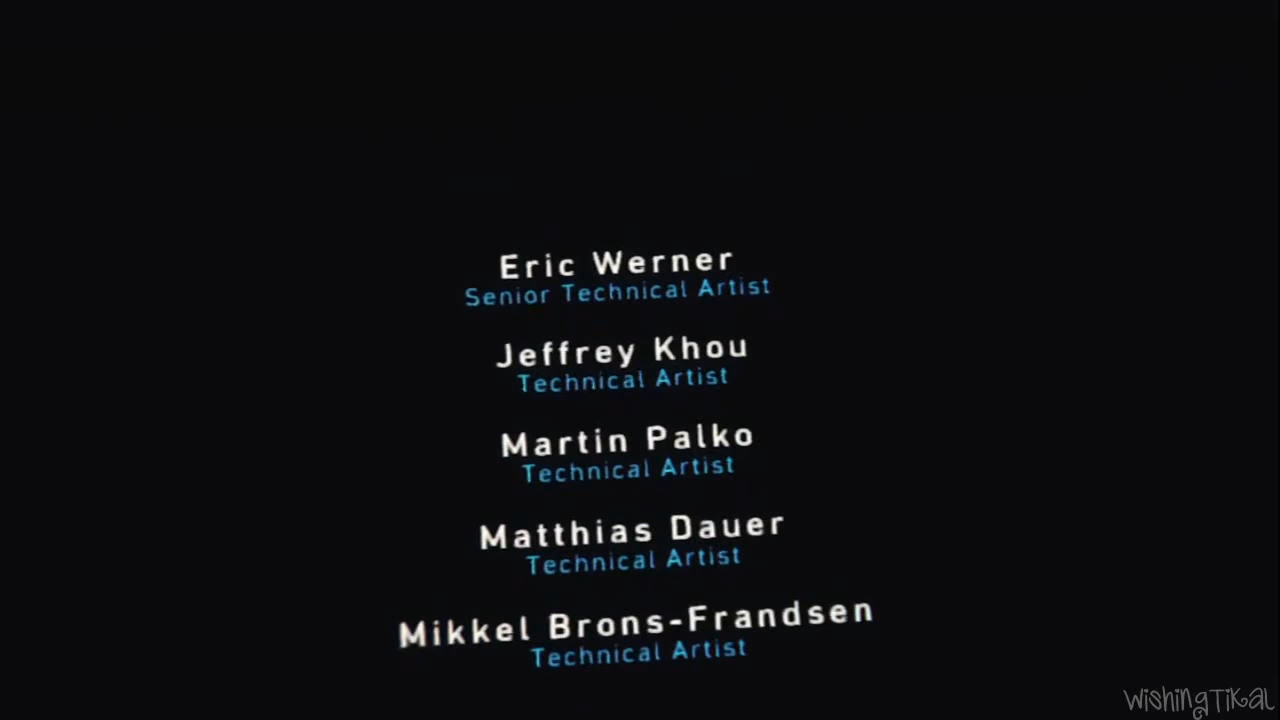 Eric Werner
Senior Technical Artist
Jeffrey Khou
Technical Artist
Martin Palko
Technical Artist
Matthias Dauer
Technical Artist
Mikkel Brons-Frandsen
Technical Artist
WishingTikal